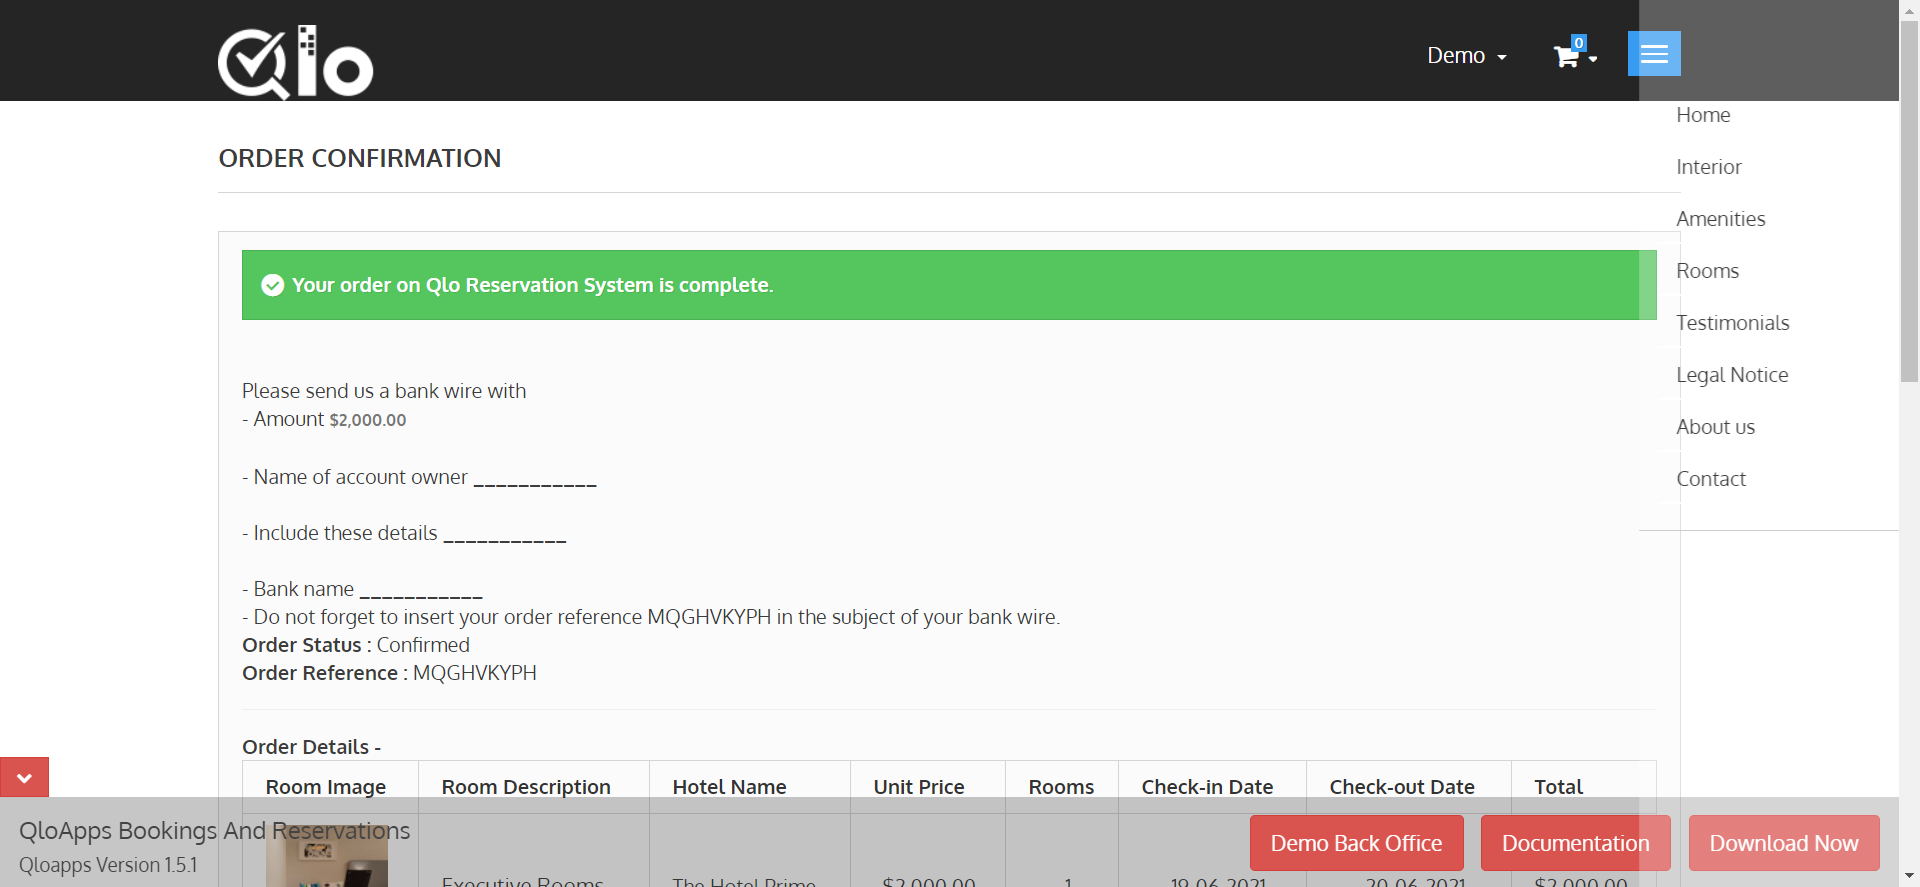 Qlo
Demo
0
Home
Interior
Amenities
Rooms
Testimonials
Legal Notice
About us
Contact
ORDER CONFIRMATION
Your order on Qlo Reservation System is complete.
Please send us a bank wire with
- Amount $2,000.00
- Name of account owner ___________
- Include these details ___________
- Bank name ___________
- Do not forget to insert your order reference MQGHVKYPH in the subject of your bank wire.
Order Status : Confirmed
Order Reference : MQGHVKYPH
Order Details -
Room Image Room Description Hotel Name Unit Price Rooms Check-in Date Check-out Date Total
Executive Rooms The Hotel Prime $2,000.00 1 19-06-2021 20-06-2021 $2,000.00
QloApps Bookings And Reservations
Qloapps Version 1.5.1
Demo Back Office
Documentation
Download Now